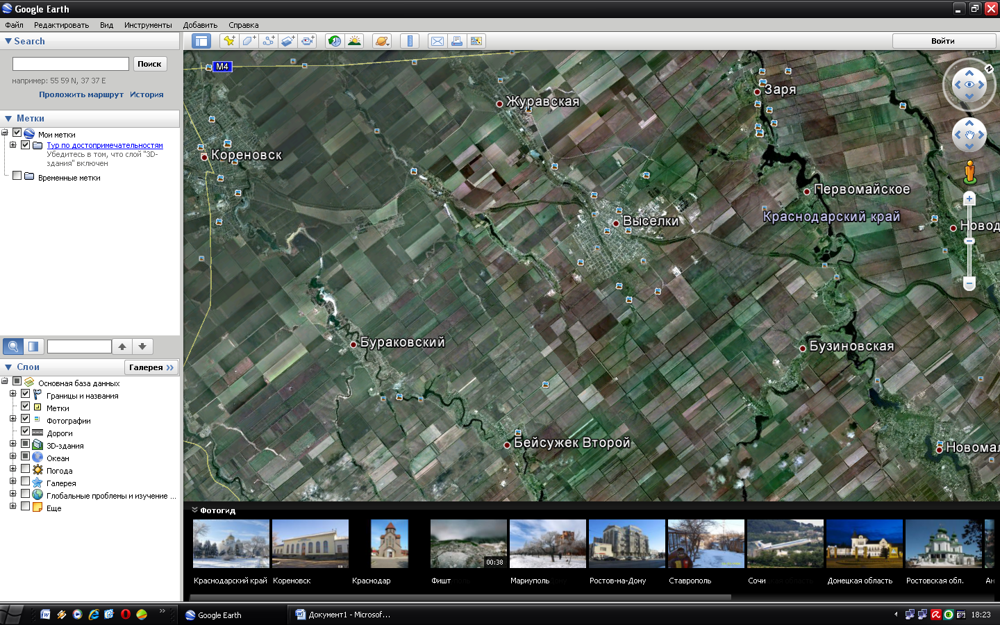 Google Earth
Файл Редактировать Вид Инструменты Добавить Справка
Search
Войти
Поиск
например: 55 59 N, 37 37 E
Проложить маршрут История
Метки
Мои метки
Тур по достопримечательностям
Убедитесь в том, что слой "3D-
здания" включен
Временные метки
Слои
Галерея
Основная база данных
Границы и названия
Метки
Фотографии
Дороги
3D-здания
Океан
Погода
Галерея
Глобальные проблемы и изучение ...
Еще
M4
N
Заря
Журавская
Кореновск
Первомайское
Краснодарский край
Выселки
Новод
Бураковский
Бузиновская
Бейсужек Второй
Новомал
Фотогид
00:38
Краснодарский край Кореновск Краснодар Фишт Мариуполь Ростов-на-Дону Ставрополь Сочи Донецкая область Ростовская обл. Ан
Google Earth
Документ1 - Microsof...
18:23